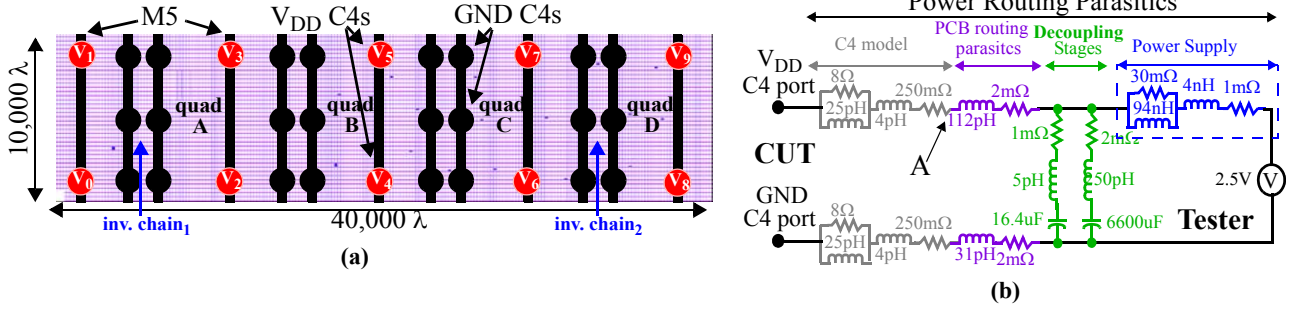 M5
VDD C4s
GND C4s
V1
V3
V5
V7
V9
10,000 λ
quad
A
quad
B
quad
C
quad
D
V0
V2
V4
V6
V8
40,000 λ
inv. chain1
inv. chain2
(a)
Power Routing Parasitics
C4 model
PCB routing
parasitcs
Decoupling
Stages
Power Supply
VDD
C4 port
8Ω
25pH
4pH
250mΩ
112pH
2mΩ
30mΩ
94nH
4nH
1mΩ
A
1mΩ
2mΩ
5pH
250pH
16.4uF
6600uF
2.5V
V
CUT
Tester
GND
C4 port
8Ω
25pH
4pH
250mΩ
31pH
2mΩ
(b)